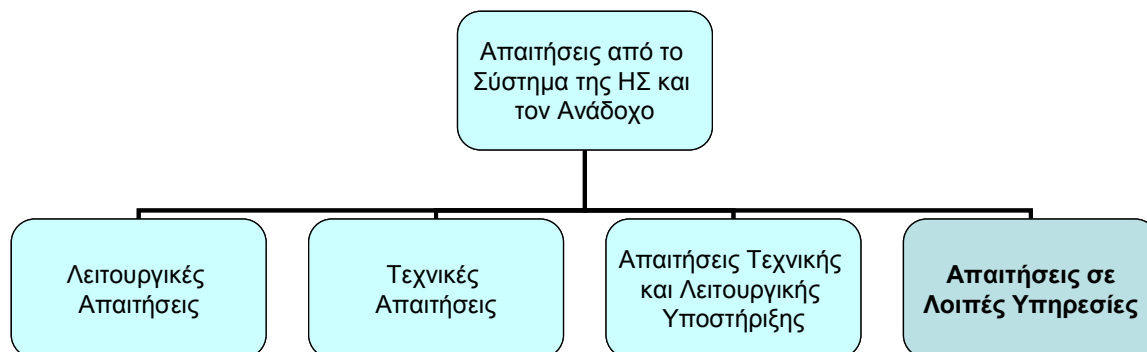 Απαιτήσεις από το
Σύστημα της ΗΣ και
τον Ανάδοχο
Λειτουργικές
Απαιτήσεις
Τεχνικές
Απαιτήσεις
Απαιτήσεις Τεχνικής
και Λειτουργικής
Υποστήριξης
Απαιτήσεις σε
Λοιπές Υπηρεσίες